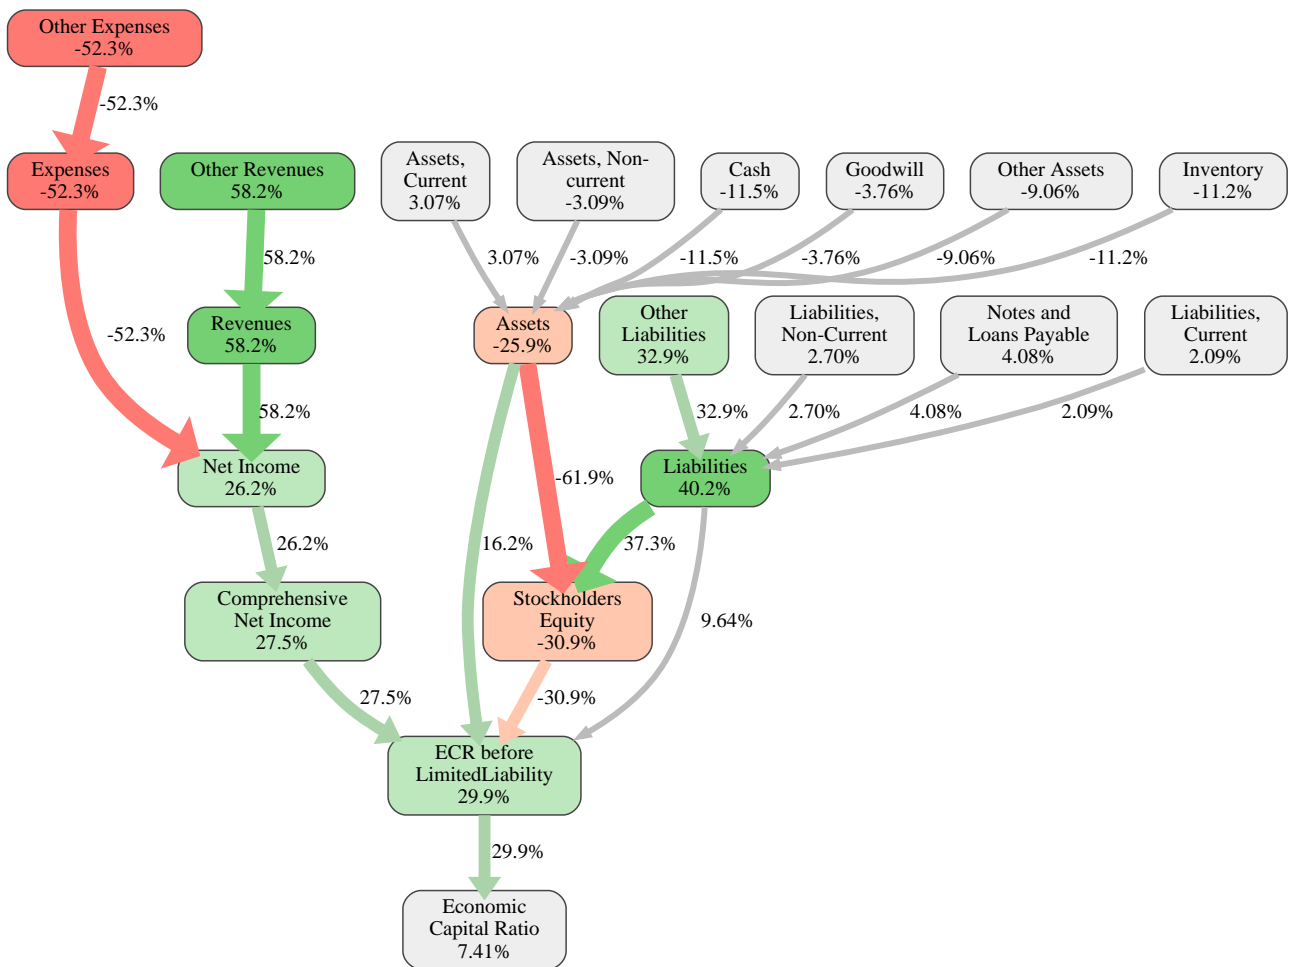 Other Expenses
-52.3%
-52.3%
Expenses
-52.3%
Other Revenues
58.2%
Assets,
Current
3.07%
Assets, Non-
current
-3.09%
Cash
-11.5%
Goodwill
-3.76%
Other Assets
-9.06%
Inventory
-11.2%
58.2%
3.07%
-3.09%
-11.5%
-3.76%
-9.06%
-11.2%
-52.3%
Revenues
58.2%
Assets
-25.9%
Other
Liabilities
32.9%
Liabilities,
Non-Current
2.70%
Notes and
Loans Payable
4.08%
Liabilities,
Current
2.09%
58.2%
32.9%
2.70%
4.08%
2.09%
Net Income
26.2%
-61.9%
Liabilities
40.2%
26.2%
16.2%
37.3%
Comprehensive
Net Income
27.5%
Stockholders
Equity
-30.9%
9.64%
27.5%
-30.9%
ECR before
LimitedLiability
29.9%
29.9%
Economic
Capital Ratio
7.41%